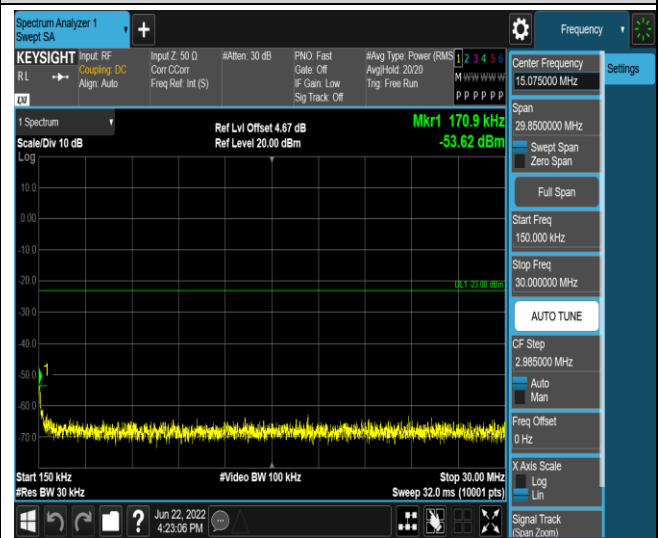 Spectrum Analyzer 1
Swept SA
+
Frequency
KEYSIGHT
RL
LXI
Input: RF
Coupling: DC
Align: Auto
Input Z: 50 Ω
Corr CCorr
Freq Ref: Int (S)
#Atten: 30 dB
PNO: Fast
Gate: Off
IF Gain: Low
Sig Track: Off
#Avg Type: Power (RMS
Avg|Hold: 20/20
Trig: Free Run
1 2 3 4 5 6
M W W W W W
P P P P P P
1 Spectrum
Scale/Div 10 dB
Ref Lvl Offset 4.67 dB
Ref Level 20.00 dBm
Mkr1 170.9 kHz
-53.62 dBm
Log
10.0
0.00
-10.0
-20.0
DL1 -23.00 dBm
-30.0
-40.0
-50.0
1
-60.0
-70.0
Start 150 kHz
#Res BW 30 kHz
#Video BW 100 kHz
Stop 30.00 MHz
Sweep 32.0 ms (10001 pts)
?
Jun 22, 2022
4:23:06 PM
Center Frequency
15.075000 MHz
Settings
Span
29.8500000 MHz
Swept Span
Zero Span
Full Span
Start Freq
150.000 kHz
Stop Freq
30.000000 MHz
AUTO TUNE
CF Step
2.985000 MHz
Auto
Man
Freq Offset
0 Hz
X Axis Scale
Log
Lin
Signal Track
(Span Zoom)